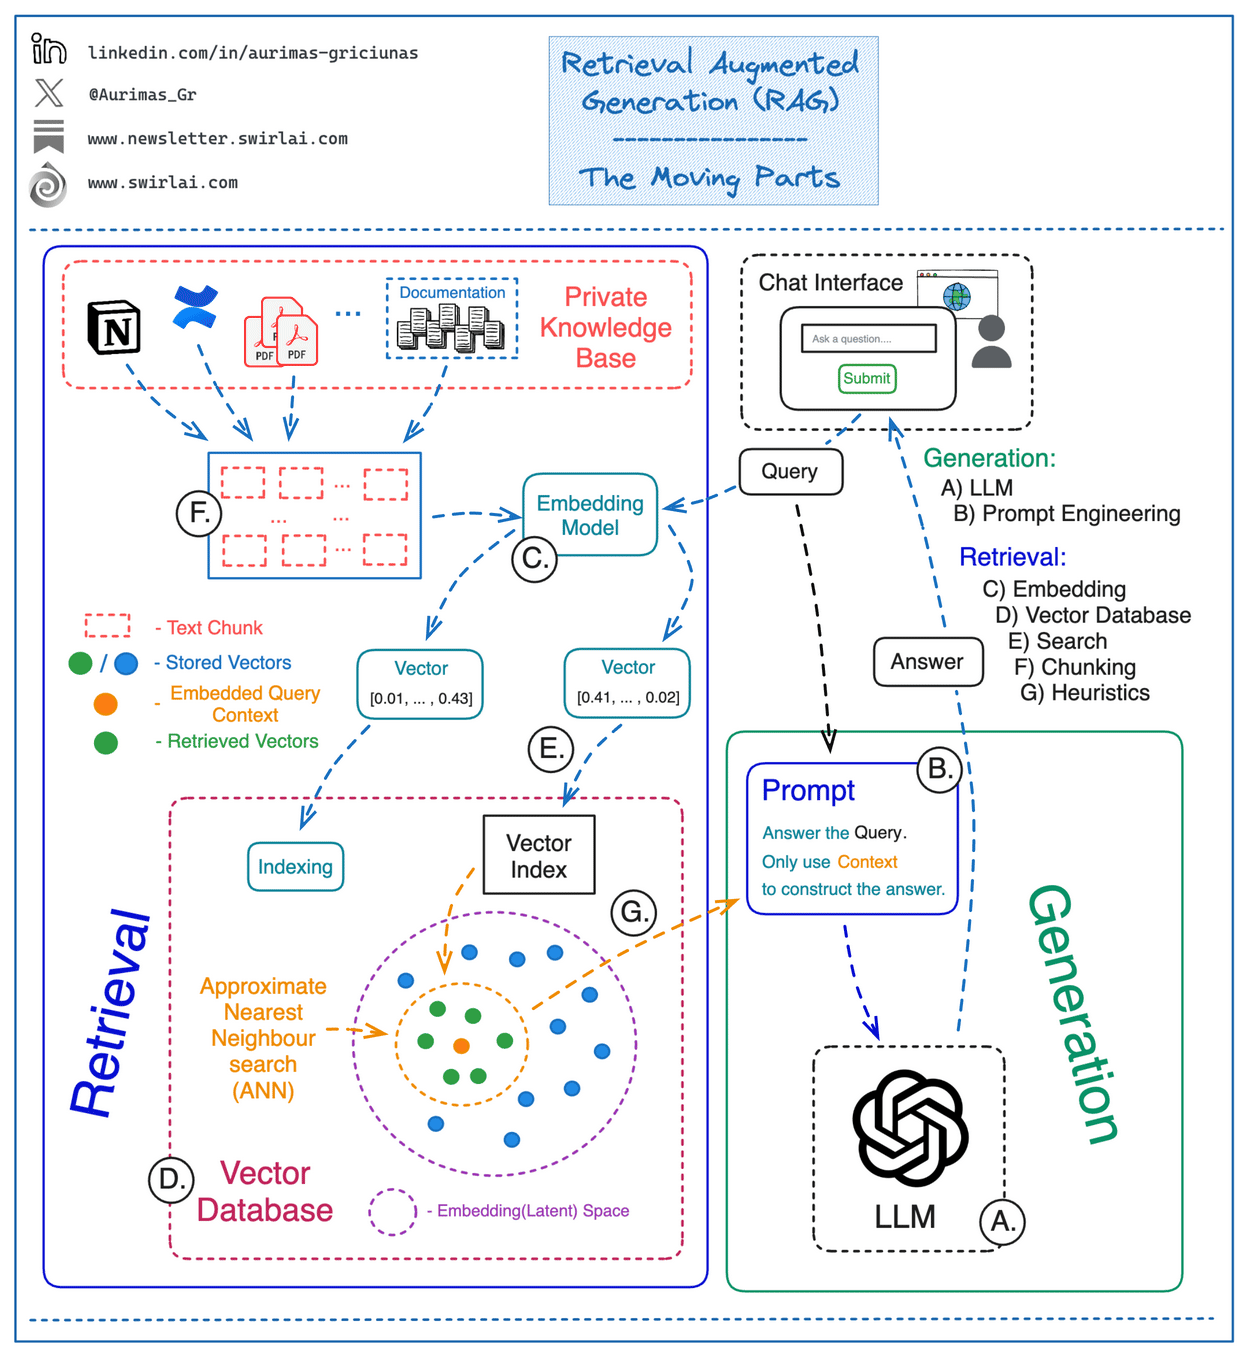 in
linkedin.com/in/aurimas-griciunas
@Aurimas_Gr
www.newsletter.swirlai.com
www.swirlai.com
Retrieval Augmented
Generation (RAG)
----------------
The Moving Parts
N
PDF
PDF
...
Documentation
Private
Knowledge
Base
Chat Interface
Ask a question....
Submit
Query
Generation:
A) LLM
B) Prompt Engineering
Retrieval:
C) Embedding
D) Vector Database
E) Search
F) Chunking
G) Heuristics
Answer
F.
...
... ...
...
Embedding
Model
C.
- Text Chunk
/ - Stored Vectors
- Embedded Query
Context
- Retrieved Vectors
Vector
[0.01, ... , 0.43]
Vector
[0.41, ... , 0.02]
E.
Indexing
Vector
Index
G.
B.
Prompt
Answer the Query.
Only use Context
to construct the answer.
Retrieval
Approximate
Nearest
Neighbour
search
(ANN)
D.
Vector
Database
- Embedding(Latent) Space
Generation
LLM
A.